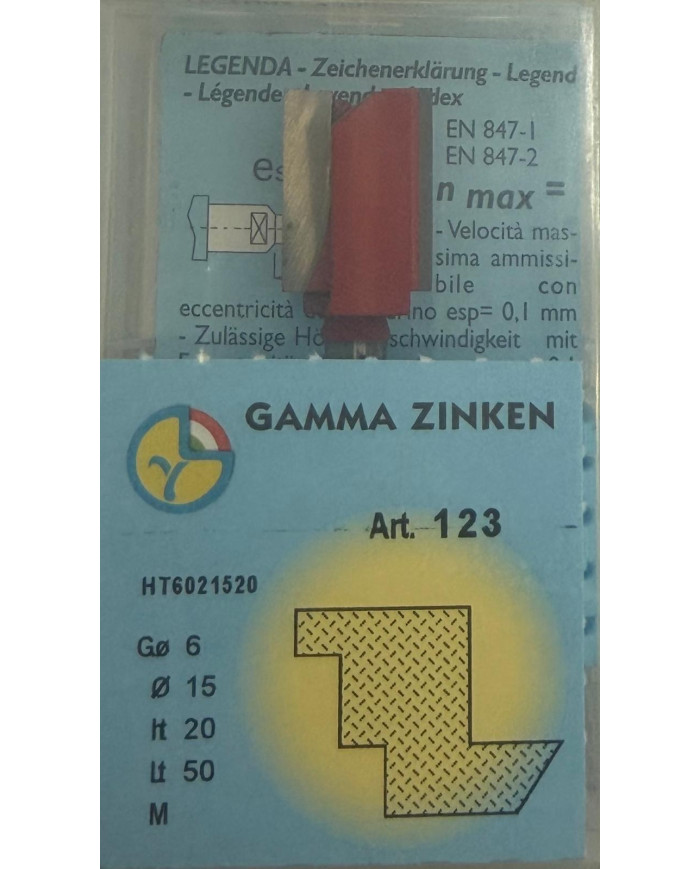 LEGENDA - Zeichenerklärung - Legend
- Légende
EN 847-1
EN 847-2
n max =
- Velocità mas-
sima ammissi-
bile con
eccentricità esp= 0,1 mm
- Zulässige schwindigkeit mit
GAMMA ZINKEN
Art. 123
HT6021520
Gø 6
Ø 15
ht 20
Lt 50
M